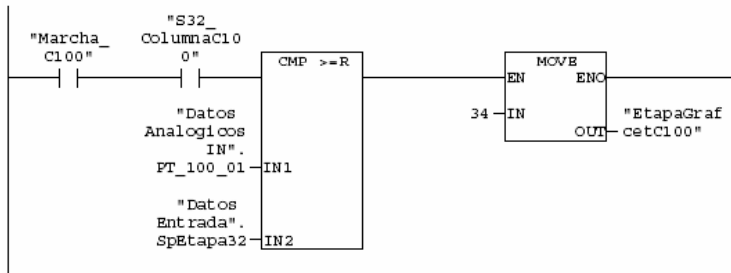 "Marcha_
C100"
"S32_
ColumnaC10
0"
CMP >=R
MOVE
EN
ENO
34
IN
"EtapaGraf
cetC100"
OUT
"Datos
Analogicos
IN".
PT_100_01
IN1
"Datos
Entrada".
SpEtapa32
IN2